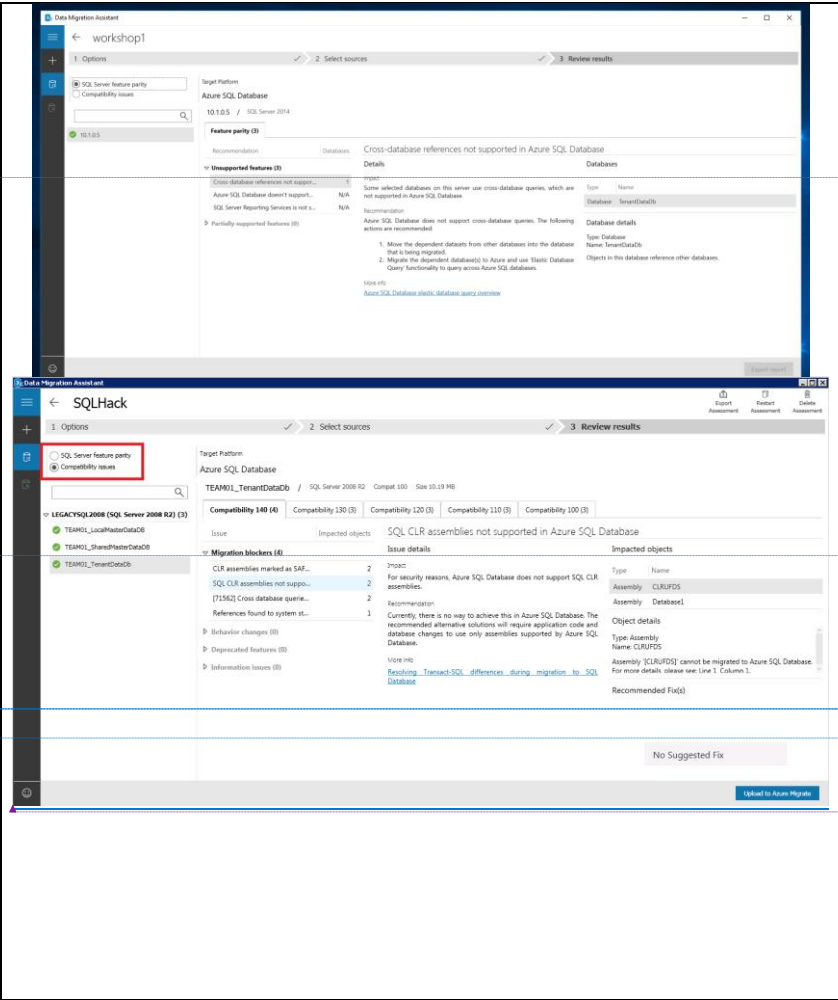 Data Migration Assistant
workshop1
1 Options
2 Select sources
3 Review results
SQL Server feature parity
Compatibility issues
10.1.0.5
Target Platform
Azure SQL Database
10.1.0.5 / SQL Server 2014
Feature parity (3)
Recommendation Databases
Unsupported features (3)
Cross-database references not suppor... 1
Azure SQL Database doesn't support... N/A
SQL Server Reporting Services is not s... N/A
Partially-supported features (0)
Cross-database references not supported in Azure SQL Database
Details
Impact
Some selected databases on this server use cross-database queries, which are
not supported in Azure SQL Database.
Recommendation
Azure SQL Database does not support cross-database queries. The following
actions are recommended:
1. Move the dependent datasets from other databases into the database
that is being migrated.
2. Migrate the dependent database(s) to Azure and use 'Elastic Database
Query' functionality to query across Azure SQL databases.
More info
Azure SQL Database elastic database query overview
Databases
Type Name
Database TenantDataDb
Database details
Type: Database
Name: TenantDataDb
Objects in this database reference other databases.
Export report
Data Migration Assistant
SQLHack
Export Assessment
Restart Assessment
Delete Assessment
1 Options
2 Select sources
3 Review results
SQL Server feature parity
Compatibility issues
LEGACYSQL2008 (SQL Server 2008 R2) (3)
TEAM01_LocalMasterDataDB
TEAM01_SharedMasterDataDB
TEAM01_TenantDataDb
Target Platform
Azure SQL Database
TEAM01_TenantDataDb / SQL Server 2008 R2 Compat 100 Size 10.19 MB
Compatibility 140 (4) Compatibility 130 (3) Compatibility 120 (3) Compatibility 110 (3) Compatibility 100 (3)
Issue Impacted objects
Migration blockers (4)
CLR assemblies marked as SAF... 2
SQL CLR assemblies not suppo... 2
[71562] Cross database querie... 2
References found to system st... 1
Behavior changes (0)
Deprecated features (0)
Information issues (0)
SQL CLR assemblies not supported in Azure SQL Database
Issue details
Impact
For security reasons, Azure SQL Database does not support SQL CLR
assemblies.
Recommendation
Currently, there is no way to achieve this in Azure SQL Database. The
recommended alternative solutions will require application code and
database changes to use only assemblies supported by Azure SQL
Database.
More info
Resolving Transact-SQL differences during migration to SQL
Database
Impacted objects
Type Name
Assembly CLRUFDS
Assembly Database1
Object details
Type: Assembly
Name: CLRUFDS
Assembly '[CLRUFDS]' cannot be migrated to Azure SQL Database.
For more details please see: Line 1, Column 1.
Recommended Fix(s)
No Suggested Fix
Upload to Azure Migrate